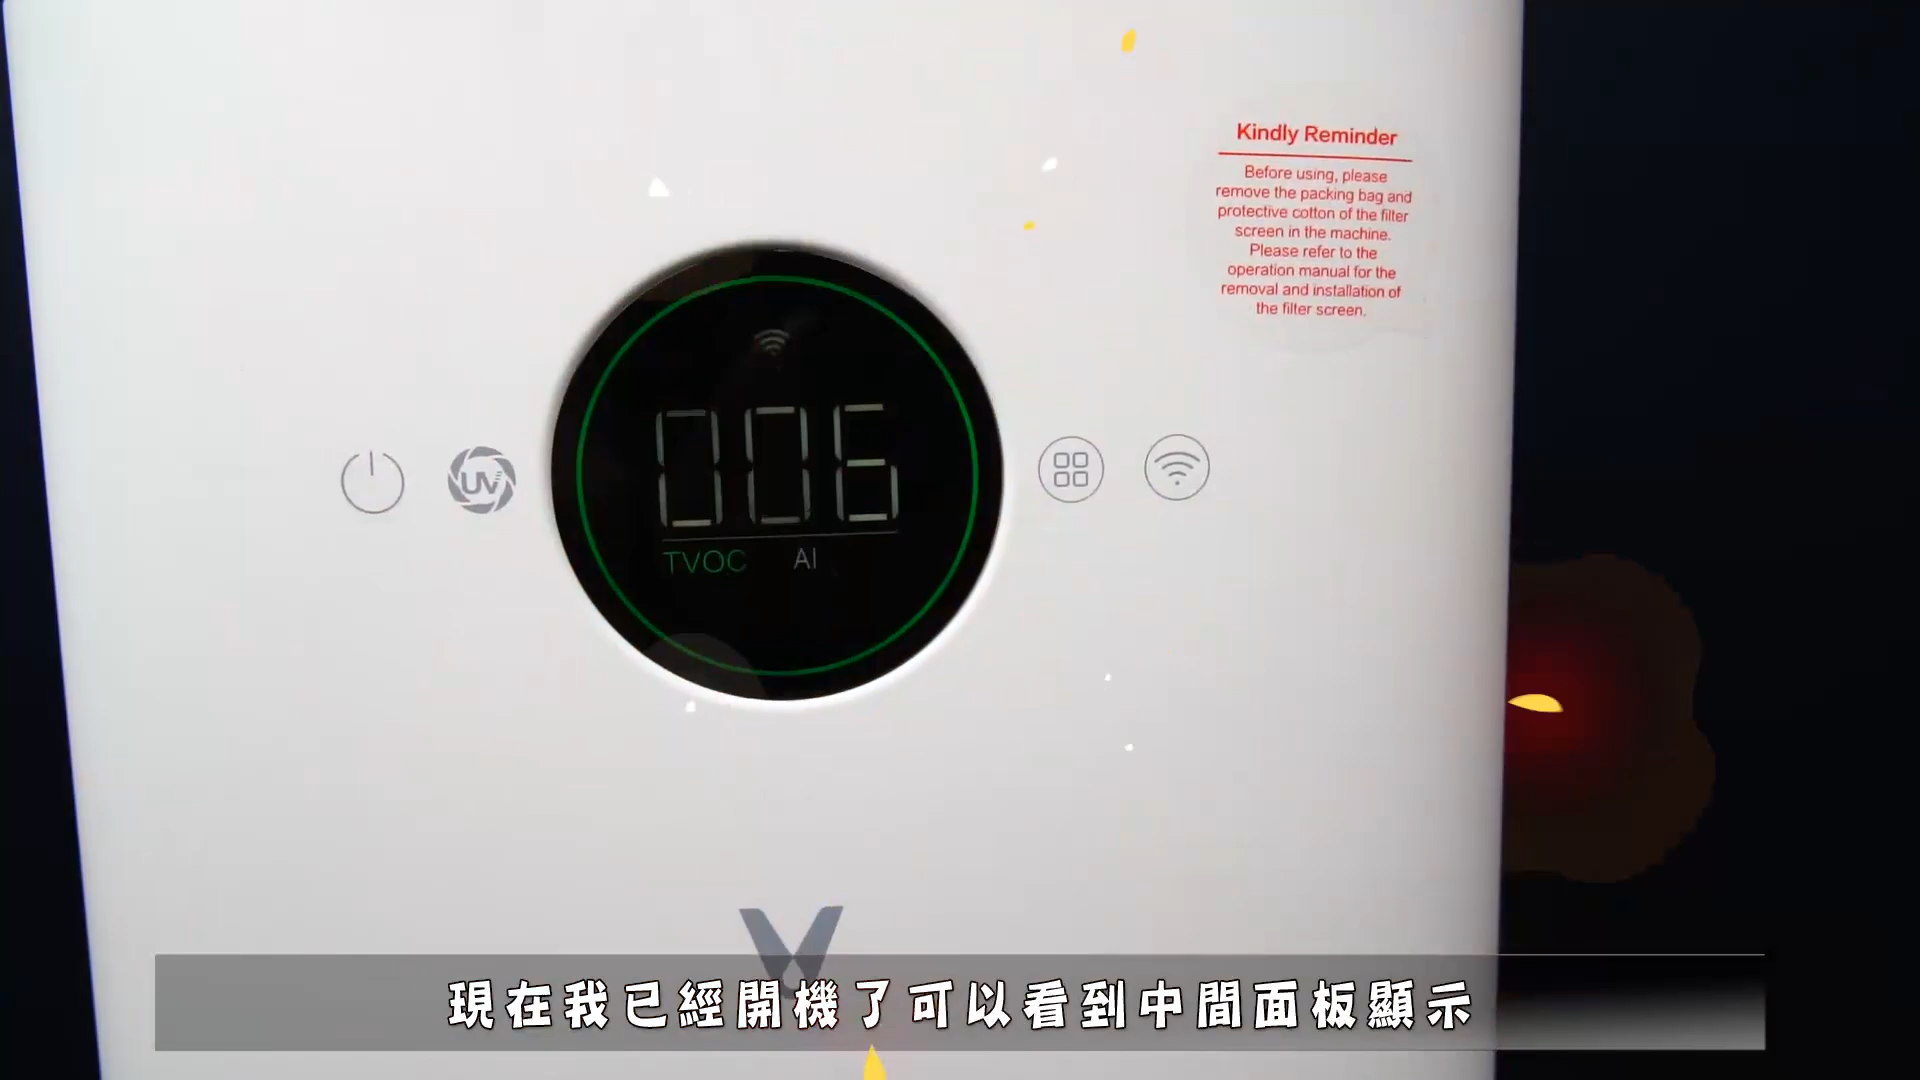 Kindly Reminder
Before using, please
remove the packing bag and
protective cotton of the filter
screen in the machine.
Please refer to the
operation manual for the
removal and installation of
the filter screen.
UV
006
TVOC AI
現在我已經開機了可以看到中間面板顯示